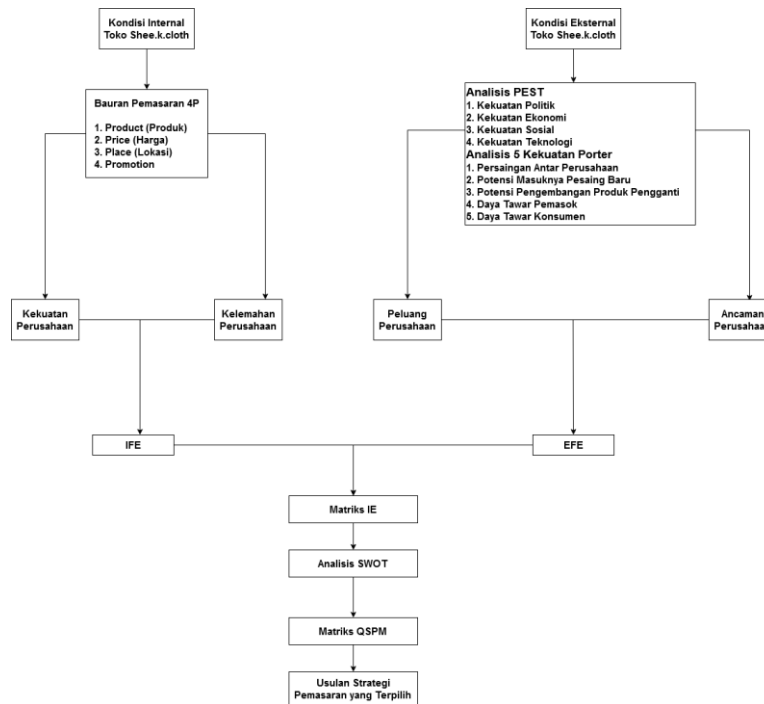 Kondisi Internal
Toko Shee.k.cloth
Kondisi Eksternal
Toko Shee.k.cloth
Bauran Pemasaran 4P
1. Product (Produk)
2. Price (Harga)
3. Place (Lokasi)
4. Promotion
Analisis PEST
1. Kekuatan Politik
2. Kekuatan Ekonomi
3. Kekuatan Sosial
4. Kekuatan Teknologi
Analisis 5 Kekuatan Porter
1. Persaingan Antar Perusahaan
2. Potensi Masuknya Pesaing Baru
3. Potensi Pengembangan Produk Pengganti
4. Daya Tawar Pemasok
5. Daya Tawar Konsumen
Kekuatan
Perusahaan
Kelemahan
Perusahaan
Peluang
Perusahaan
Ancaman
Perusahaan
IFE
EFE
Matriks IE
Analisis SWOT
Matriks QSPM
Usulan Strategi
Pemasaran yang Terpilih